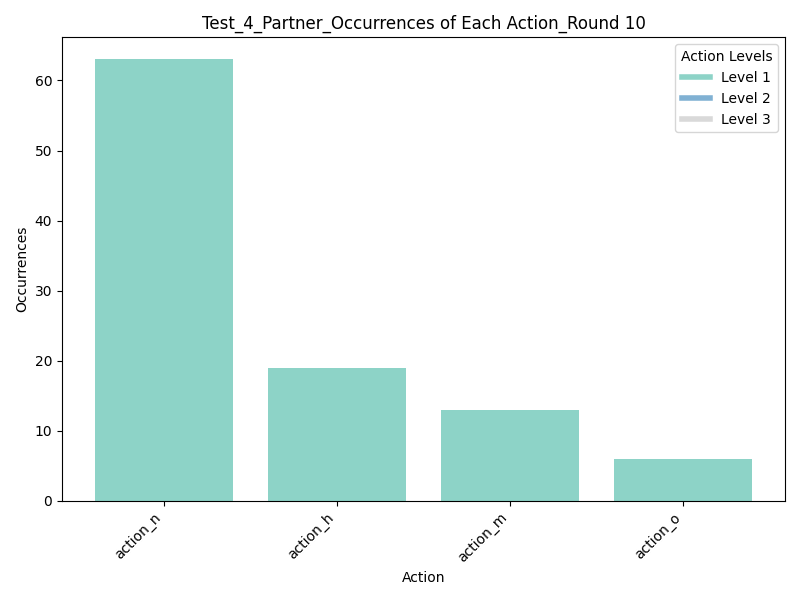 Test_4_Partner_Occurrences of Each Action_Round 10
Action Levels
Level 1
Level 2
Level 3
Occurrences
60
50
40
30
20
10
0
action_n
action_h
action_m
action_o
Action